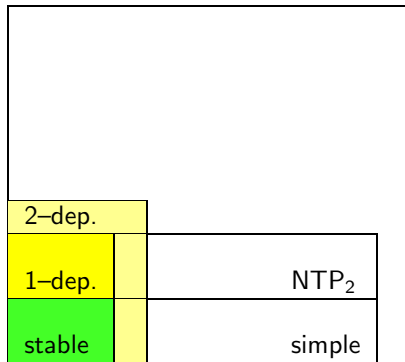 2–dep.
1–dep. NTP₂
stable simple